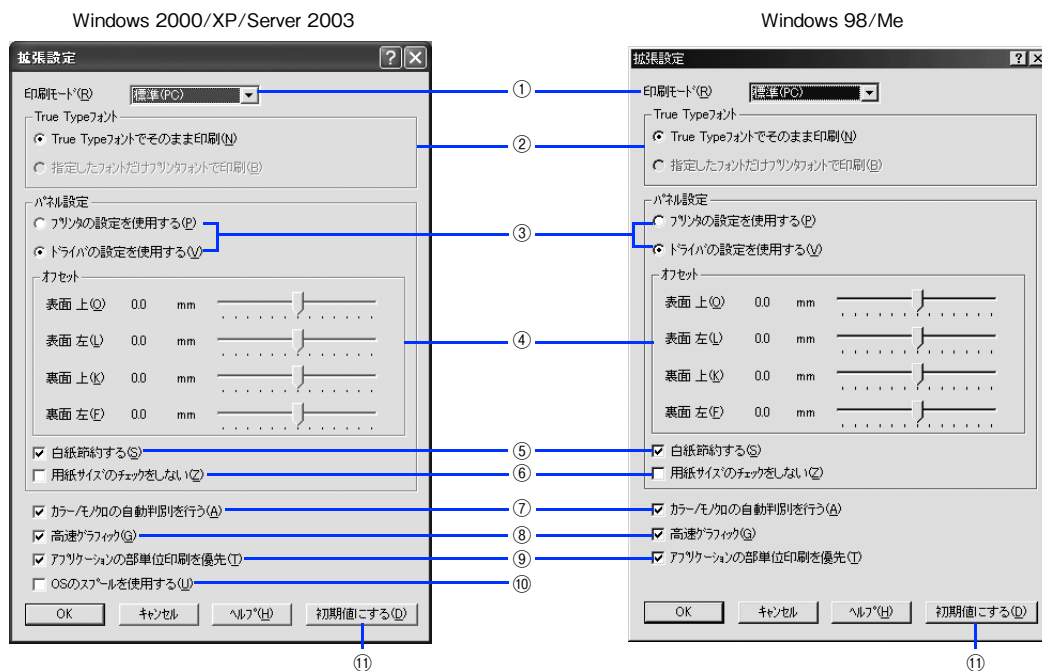 Windows 2000/XP/Server 2003
拡張設定
印刷モード(R) 標準(PC)
True Typeフォント
True Typeフォントでそのまま印刷(N)
指定したフォントだけプリンタフォントで印刷(B)
パネル設定
プリンタの設定を使用する(P)
ドライバの設定を使用する(V)
オフセット
表面 上(O) 0.0 mm
表面 左(L) 0.0 mm
裏面 上(K) 0.0 mm
裏面 左(F) 0.0 mm
白紙節約する(S)
用紙サイズのチェックをしない(Z)
カラー/モノクロの自動判別を行う(A)
高速グラフィック(G)
アプリケーションの部単位印刷を優先(T)
OSのスプールを使用する(U)
OK キャンセル ヘルプ(H) 初期値にする(D)
⑪
①
②
③
④
⑤
⑥
⑦
⑧
⑨
⑩
Windows 98/Me
拡張設定
印刷モード(R) 標準(PC)
True Typeフォント
True Typeフォントでそのまま印刷(N)
指定したフォントだけプリンタフォントで印刷(B)
パネル設定
プリンタの設定を使用する(P)
ドライバの設定を使用する(V)
オフセット
表面 上(O) 0.0 mm
表面 左(L) 0.0 mm
裏面 上(K) 0.0 mm
裏面 左(F) 0.0 mm
白紙節約する(S)
用紙サイズのチェックをしない(Z)
カラー/モノクロの自動判別を行う(A)
高速グラフィック(G)
アプリケーションの部単位印刷を優先(T)
OK キャンセル ヘルプ(H) 初期値にする(D)
⑪